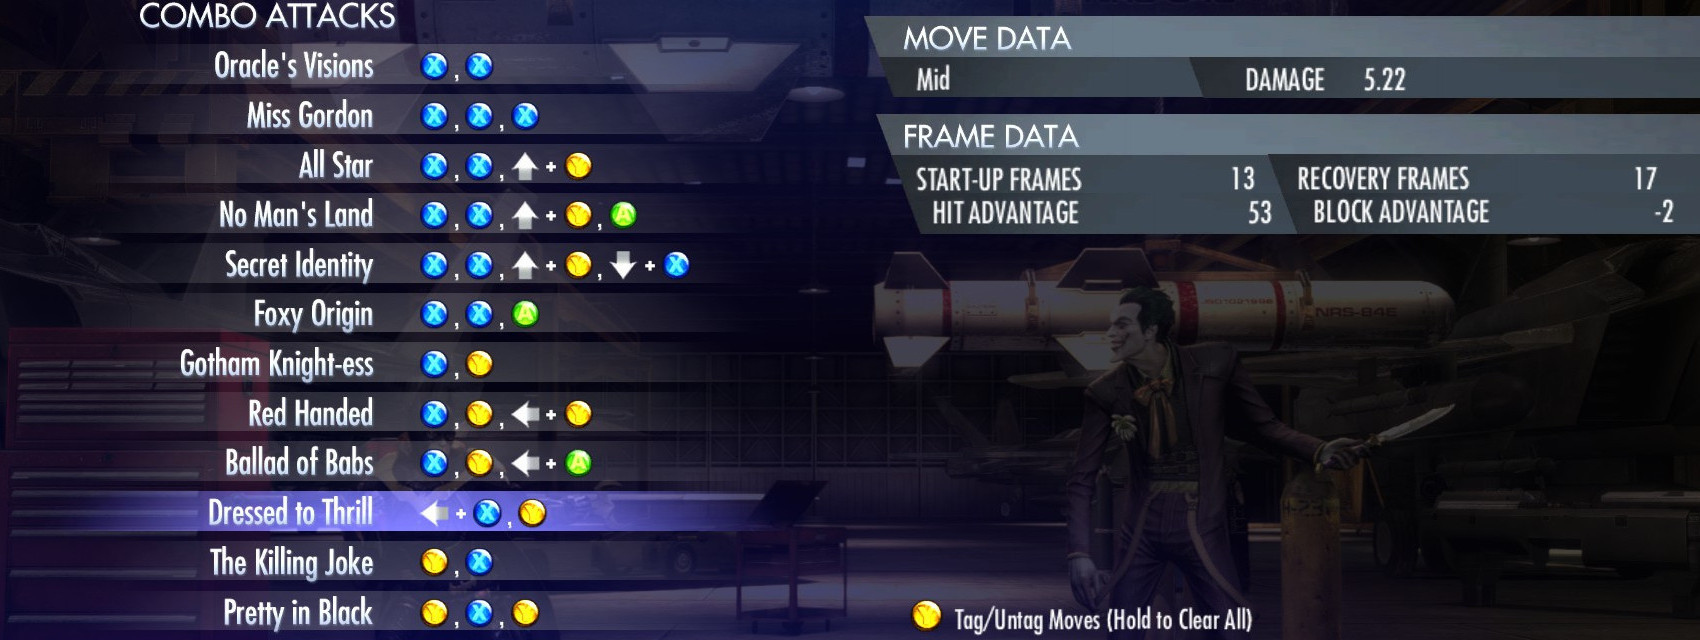 COMBO ATTACKS
Oracle's Visions X, X
Miss Gordon X, X, X
All Star X, X, + Y
No Man's Land X, X, + Y, A
Secret Identity X, X, + Y, + X
Foxy Origin X, X, A
Gotham Knight-ess X, Y
Red Handed X, Y, + Y
Ballad of Babs X, Y, + A
Dressed to Thrill + X, Y
The Killing Joke Y, X
Pretty in Black Y, X, Y
MOVE DATA
Mid DAMAGE 5.22
FRAME DATA
START-UP FRAMES 13 RECOVERY FRAMES 17
HIT ADVANTAGE 53 BLOCK ADVANTAGE -2
NRS-84E
Y Tag/Untag Moves (Hold to Clear All)